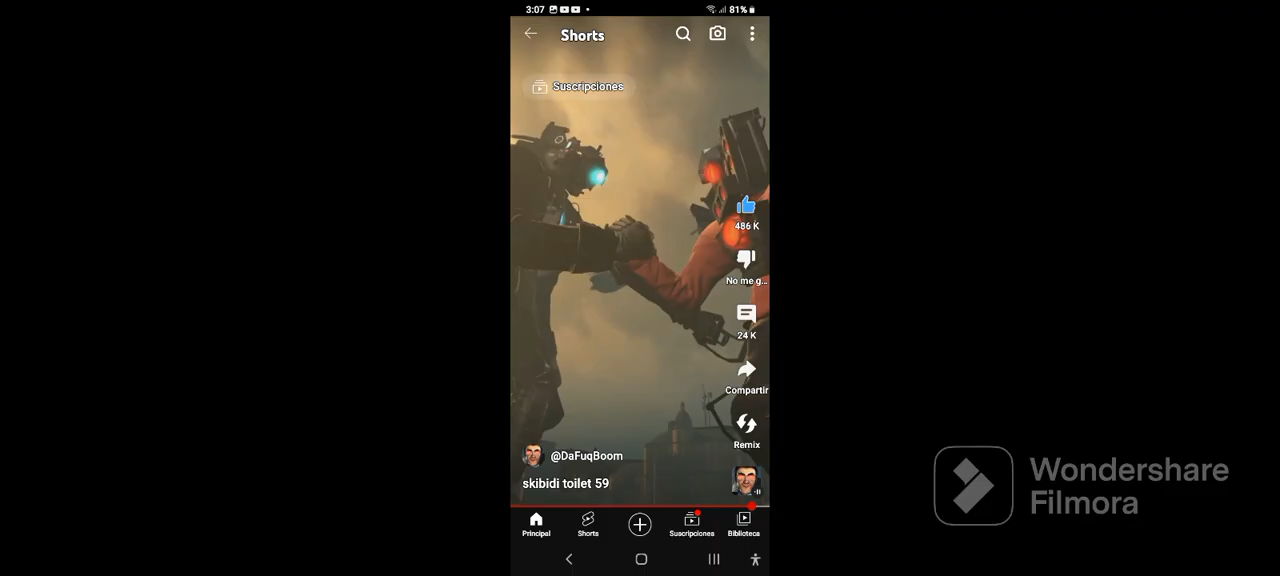 3:07
81%
Shorts
Suscripciones
486 K
No me g...
24 K
Compartir
Remix
@DaFuqBoom
skibidi toilet 59
Principal
Shorts
Suscripciones
Biblioteca
Wondershare
Filmora